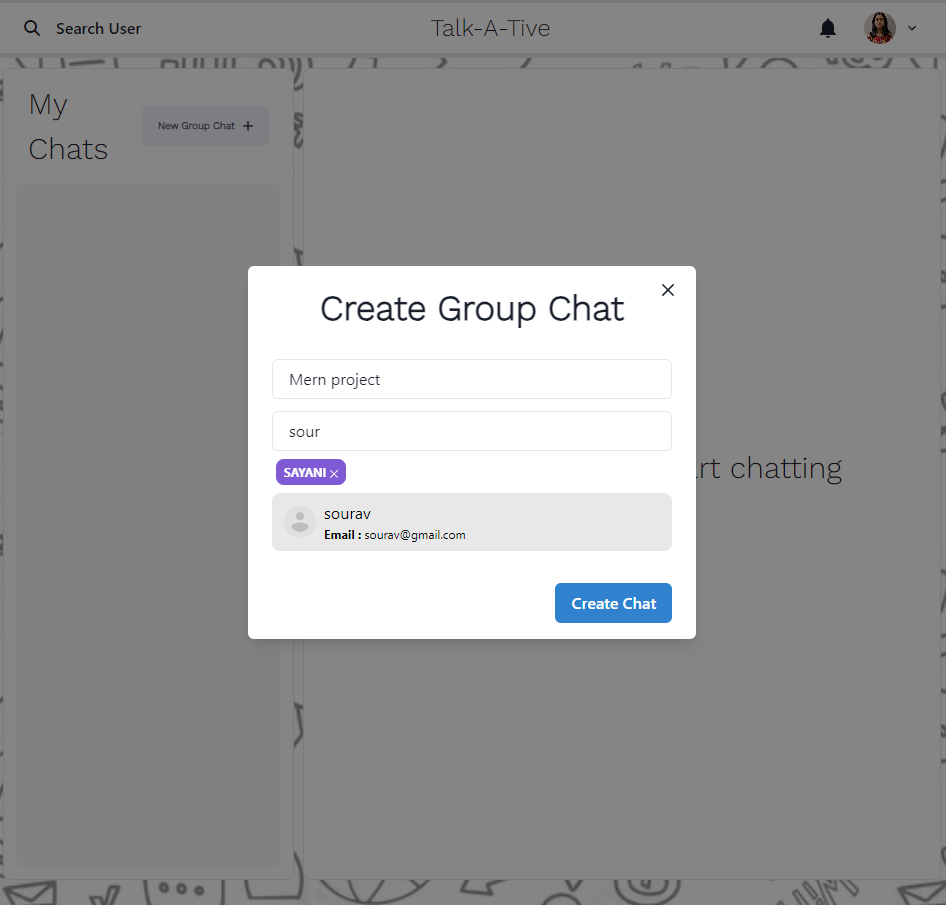 Search User
Talk-A-Tive
My
Chats
New Group Chat
Create Group Chat
Mern project
sour
SAYANI
sourav
Email : sourav@gmail.com
Create Chat
chatting